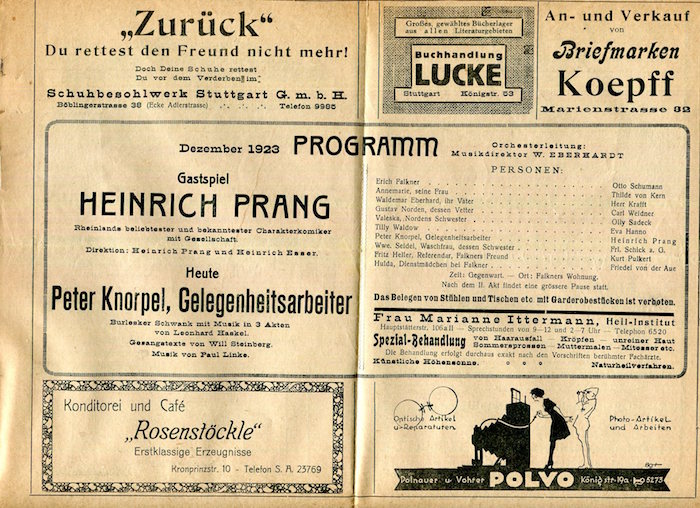 „Zurück“
Du rettest den Freund nicht mehr!
Doch Deine Schuhe rettest
Du vor dem Verderben im
Schuhbesohlwerk Stuttgart G. m. b. H.
Böblingerstrasse 38 (Ecke Adlerstrasse) Telefon 9985
Großes, gewähltes Bücherlager
aus allen Literaturgebieten
Buchhandlung
LUCKE
Stuttgart Königstr. 53
An- und Verkauf
von
Briefmarken
Koepff
Marienstrasse 32
Dezember 1923 PROGRAMM
Gastspiel
HEINRICH PRANG
Rheinlands beliebtester und bekanntester Charakterkomiker
mit Gesellschaft.
Direktion: Heinrich Prang und Heinrich Esser.
Heute
Peter Knorpel, Gelegenheitsarbeiter
Burlesker Schwank mit Musik in 3 Akten
von Leonhard Haskel.
Gesangstexte von Will Steinberg.
Musik von Paul Linke.
Orchesterleitung:
Musikdirektor W. EBERHARDT
PERSONEN:
Erich Falkner . . . Otto Schumann
Annemarie, seine Frau . . . Thilde von Kern
Waldemar Eberhard, ihr Väter . . . Herr Krafft
Gustav Norden, dessen Vetter . . . Carl Weidner
Valeska, Nordens Schwester . . . Olly Sadeck
Tilly Waldow . . . Eva Hanno
Peter Knorpel, Gelegenheitsarbeiter . . . Heinrich Prang
Wwe. Seidel, Waschfrau, dessen Schwester . . . Frl. Schick a. G.
Fritz Heller, Referendar, Falkners Freund . . . Kurt Pulkert
Hulda, Dienstmädchen bei Falkner . . . Friedel von der Aue
Zeit: Gegenwart. — Ort: Falkners Wohnung.
Nach dem II. Akt findet eine grössere Pause statt.
Das Belegen von Stühlen und Tischen etc. mit Garderobestücken ist verboten.
Frau Marianne Ittermann, Heil-Institut
Hauptstätterstr. 106a II — Sprechstunden von 9—12 und 2—7 Uhr — Telephon 6520
Spezial-Behandlung von Haarausfall — Kröpfen — unreiner Haut
Sommersprossen — Muttermalen — Mitesser etc.
Die Behandlung erfolgt durchaus exakt nach den Vorschriften berühmter Fachärzte.
Künstliche Höhensonne. Naturheilverfahren.
Konditorei und Café
„Rosenstöckle“
Erstklassige Erzeugnisse
Kronprinzstr. 10 - Telefon S. A. 23769
Optische Artikel
u. Reparaturen
Photo-Artikel
und Arbeiten
Polnauer u. Vohrer POLVO König str. 19a 5173